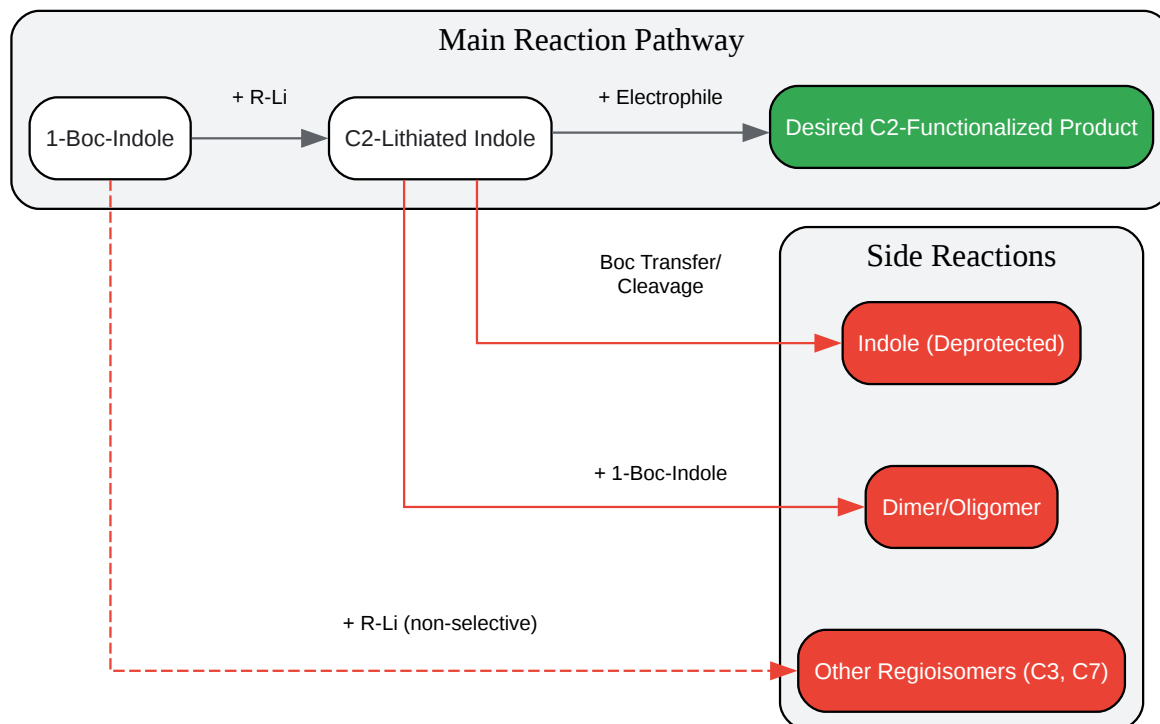 Main Reaction Pathway
+ R-Li
+ Electrophile
1-Boc-Indole
C2-Lithiated Indole
Desired C2-Functionalized Product
Side Reactions
Boc Transfer/
Cleavage
Indole (Deprotected)
+ 1-Boc-Indole
Dimer/Oligomer
+ R-Li (non-selective)
Other Regioisomers (C3, C7)